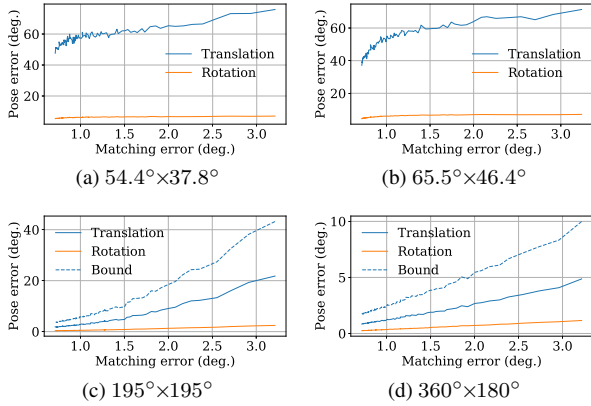 Pose error (deg.)
60
40
20
Translation
Rotation
1.0 1.5 2.0 2.5 3.0
Matching error (deg.)
(a) 54.4°×37.8°
Pose error (deg.)
60
40
20
Translation
Rotation
1.0 1.5 2.0 2.5 3.0
Matching error (deg.)
(b) 65.5°×46.4°
Pose error (deg.)
40
20
0
Translation
Rotation
Bound
1.0 1.5 2.0 2.5 3.0
Matching error (deg.)
(c) 195°×195°
Pose error (deg.)
10
5
0
Translation
Rotation
Bound
1.0 1.5 2.0 2.5 3.0
Matching error (deg.)
(d) 360°×180°